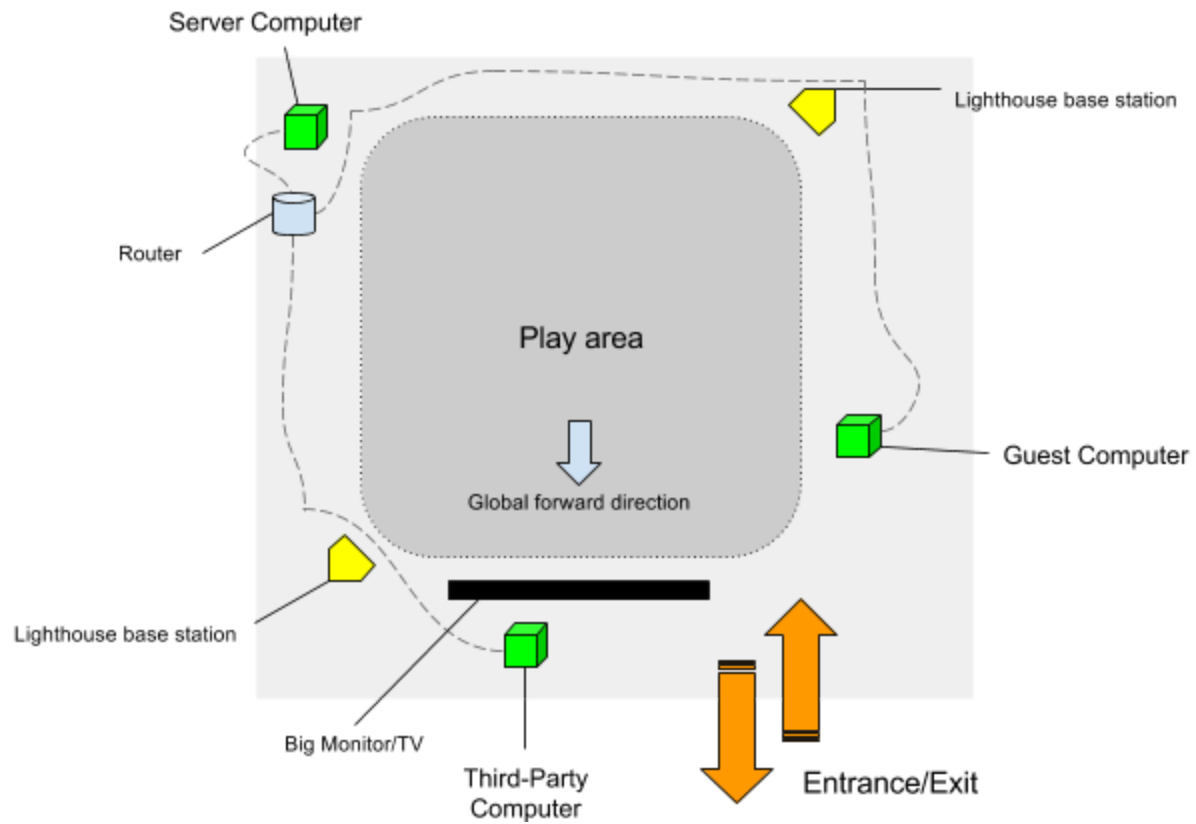 Server Computer
Lighthouse base station
Router
Play area
Global forward direction
Guest Computer
Lighthouse base station
Big Monitor/TV
Third-Party
Computer
Entrance/Exit